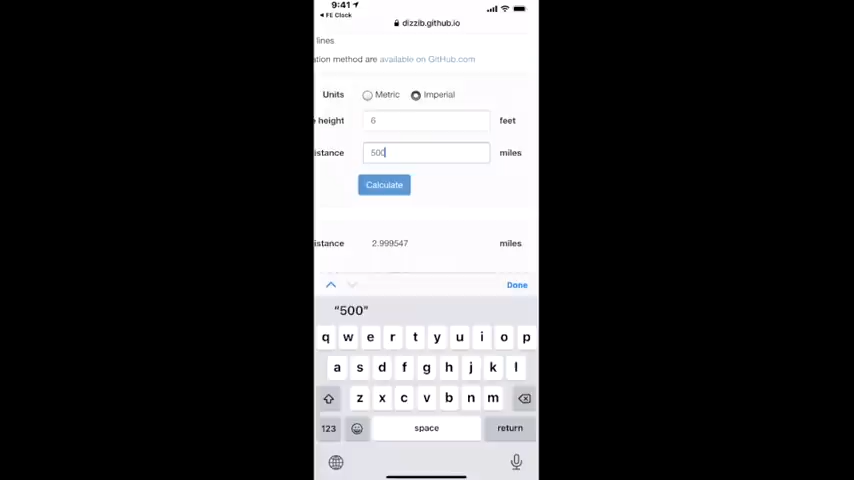 9:41
FE Clock
dizzib.github.io
lines
ation method are available on GitHub.com
Units Metric Imperial
height 6 feet
istance 500 miles
Calculate
istance 2.999547 miles
Done
"500"
q w e r t y u i o p
a s d f g h j k l
z x c v b n m
123 space return